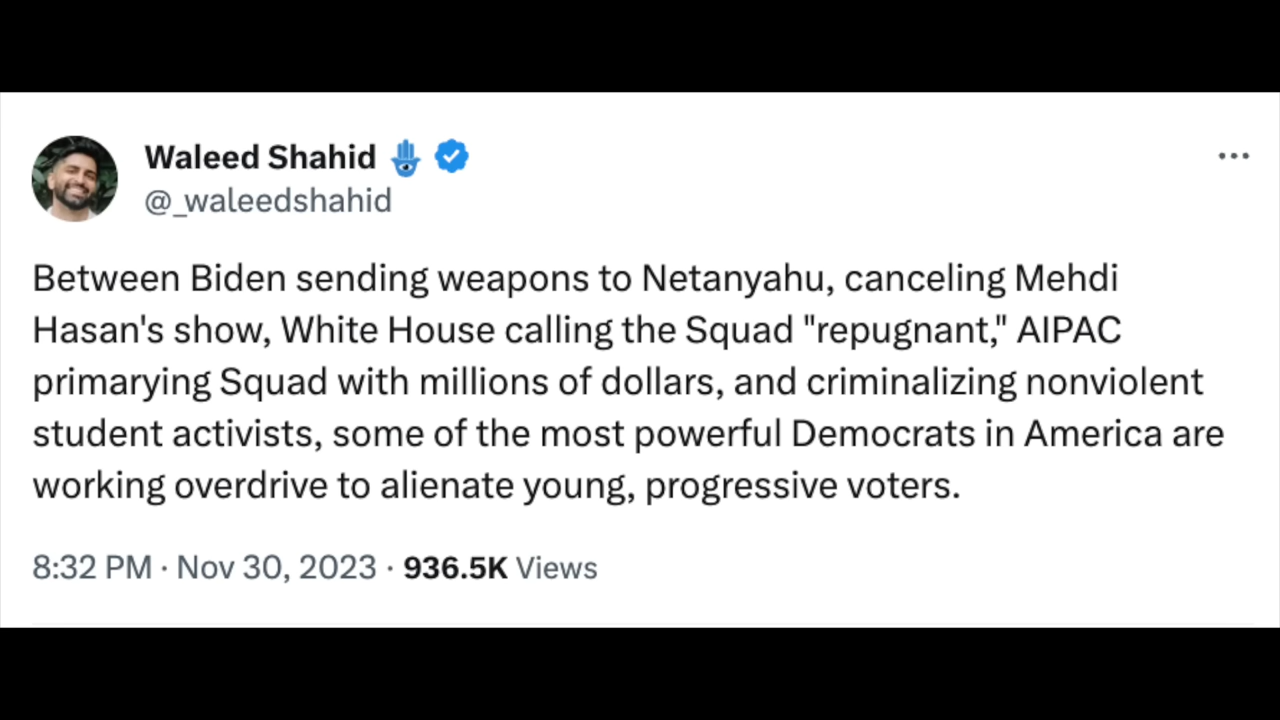 Waleed Shahid 🪬
@_waleedshahid
Between Biden sending weapons to Netanyahu, canceling Mehdi
Hasan's show, White House calling the Squad "repugnant," AIPAC
primarying Squad with millions of dollars, and criminalizing nonviolent
student activists, some of the most powerful Democrats in America are
working overdrive to alienate young, progressive voters.
8:32 PM · Nov 30, 2023 · 936.5K Views